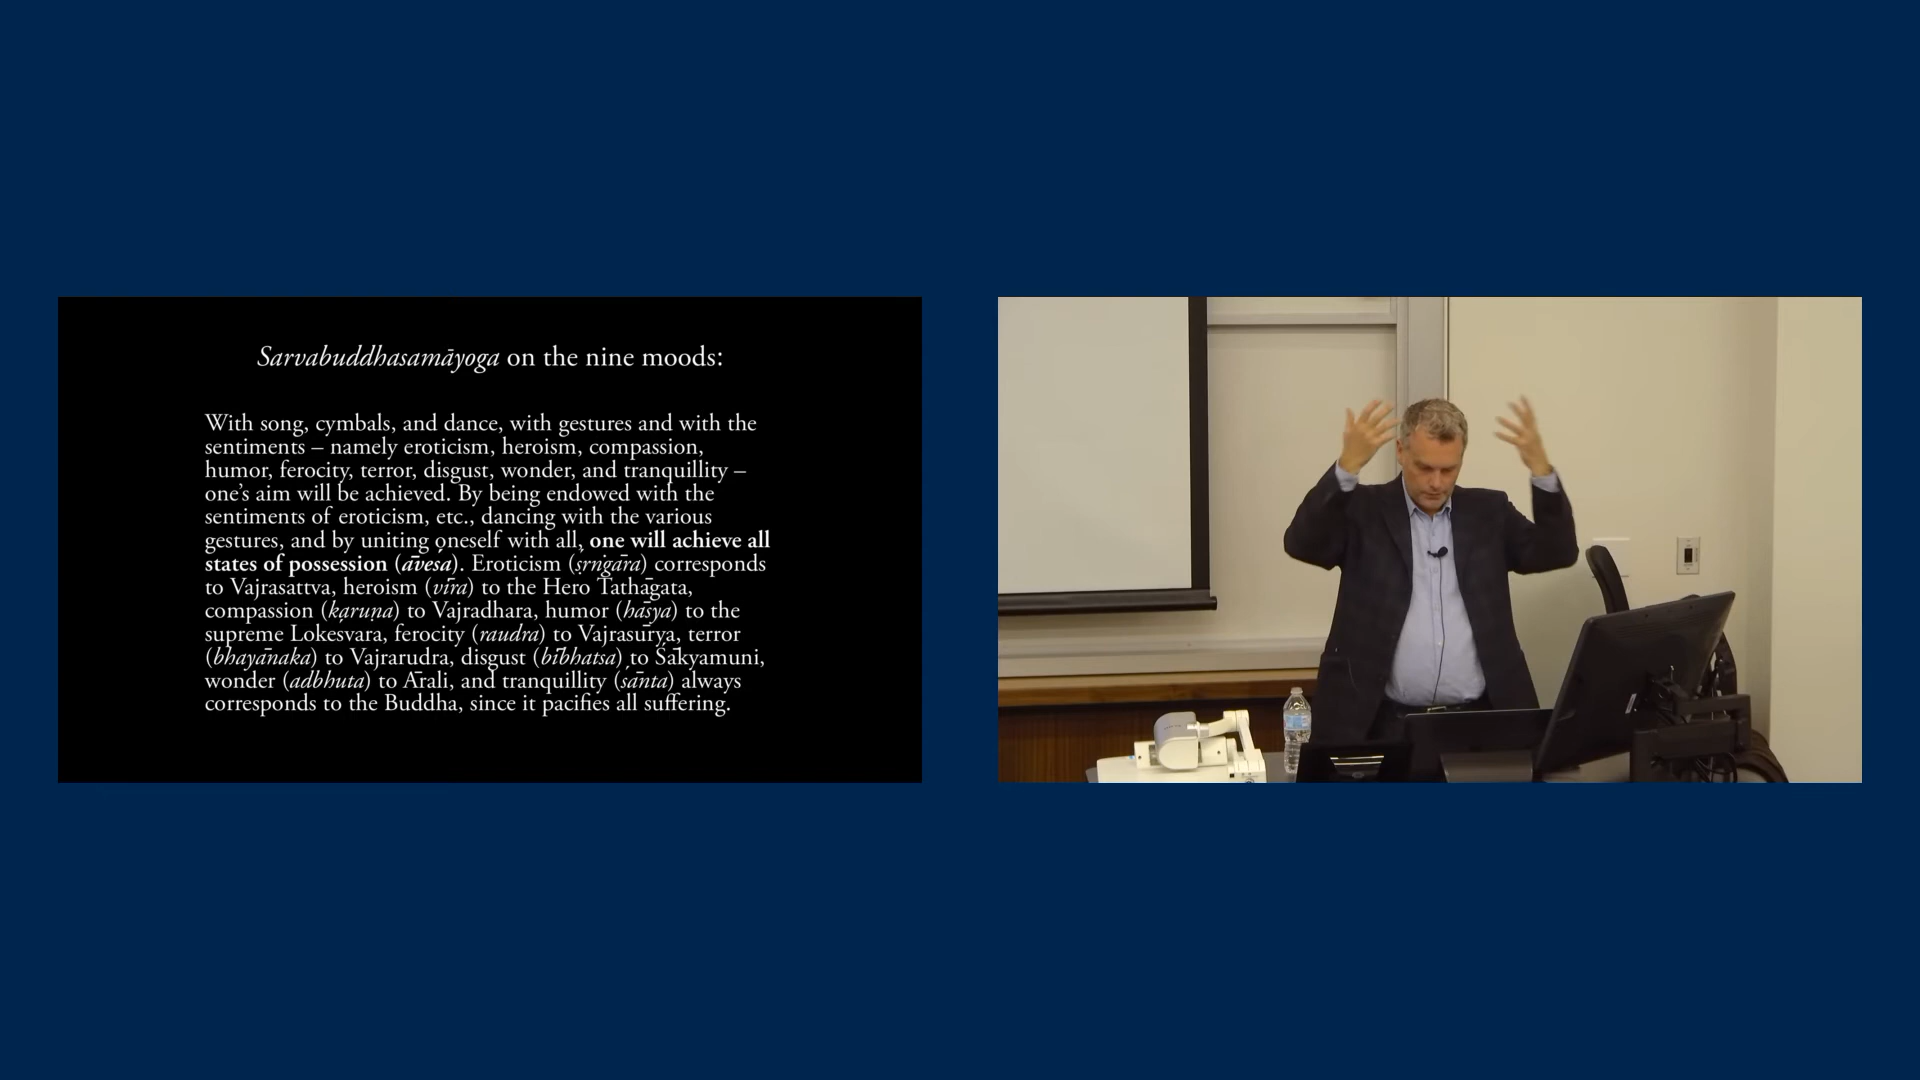 Sarvabuddhasamāyoga on the nine moods:
With song, cymbals, and dance, with gestures and with the
sentiments – namely eroticism, heroism, compassion,
humor, ferocity, terror, disgust, wonder, and tranquillity –
one’s aim will be achieved. By being endowed with the
sentiments of eroticism, etc., dancing with the various
gestures, and by uniting oneself with all, one will achieve all
states of possession (āveśa). Eroticism (śṛṅgāra) corresponds
to Vajrasattva, heroism (vīra) to the Hero Tathāgata,
compassion (karuṇa) to Vajradhara, humor (hāsya) to the
supreme Lokesvara, ferocity (raudra) to Vajrasūrya, terror
(bhayānaka) to Vajrarudra, disgust (bībhatsa) to Śākyamuni,
wonder (adbhuta) to Ārali, and tranquillity (śānta) always
corresponds to the Buddha, since it pacifies all suffering.